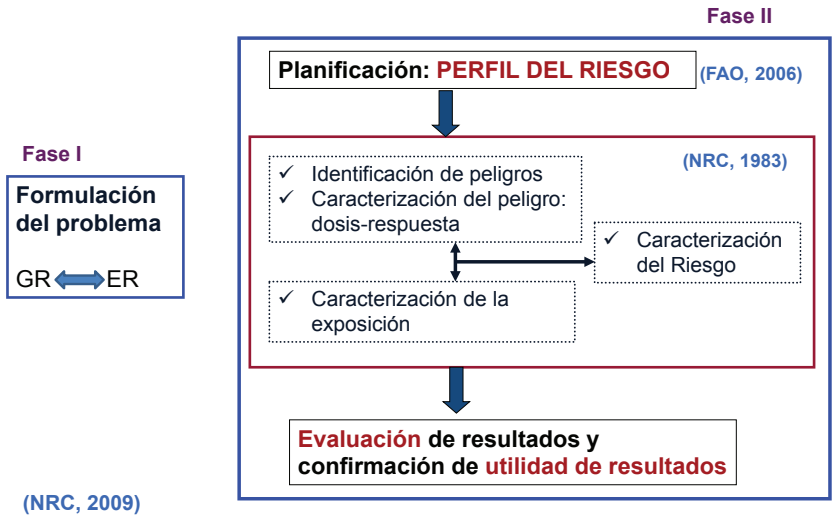 Fase II
Planificación: PERFIL DEL RIESGO
(FAO, 2006)
Fase I
Formulación
del problema
GR ER
(NRC, 1983)
✓ Identificación de peligros
✓ Caracterización del peligro:
dosis-respuesta
✓ Caracterización
del Riesgo
✓ Caracterización de la
exposición
Evaluación de resultados y
confirmación de utilidad de resultados
(NRC, 2009)